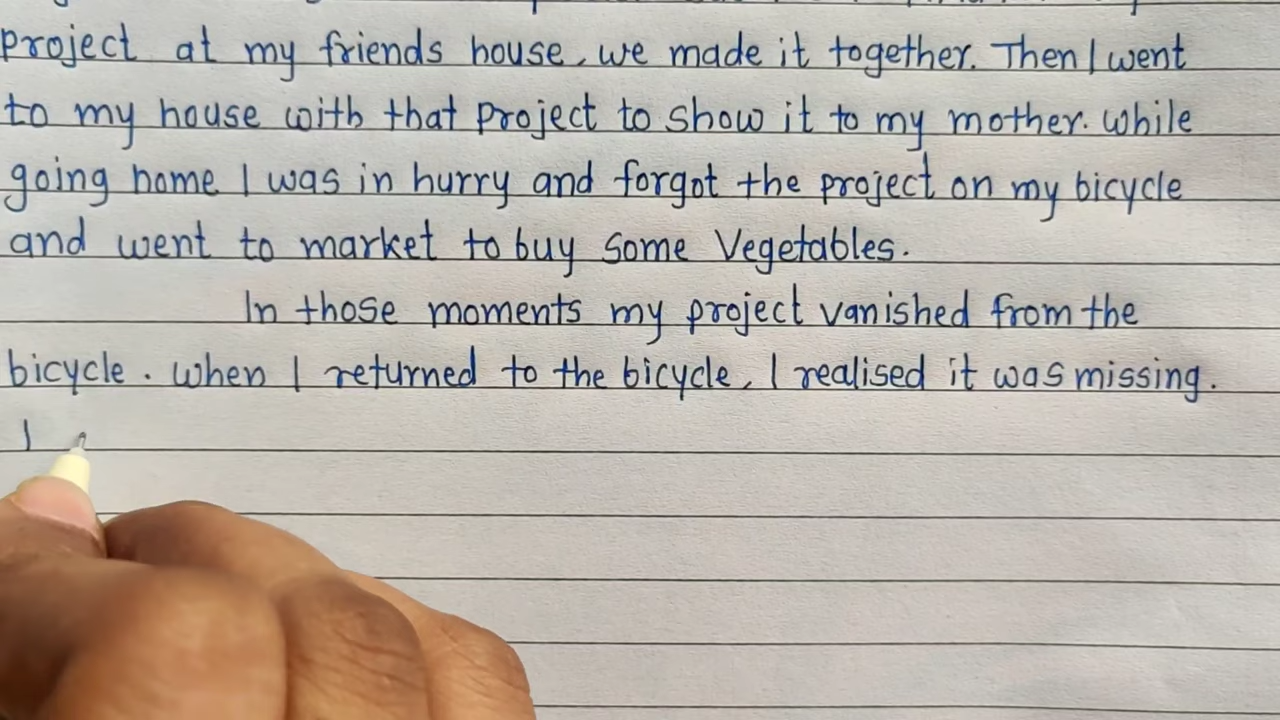 project at my friends house, we made it together. Then I went
to my house with that project to show it to my mother. while
going home I was in hurry and forgot the project on my bicycle
and went to market to buy some Vegetables.
In those moments my project vanished from the
bicycle. when I returned to the bicycle, I realised it was missing.
I